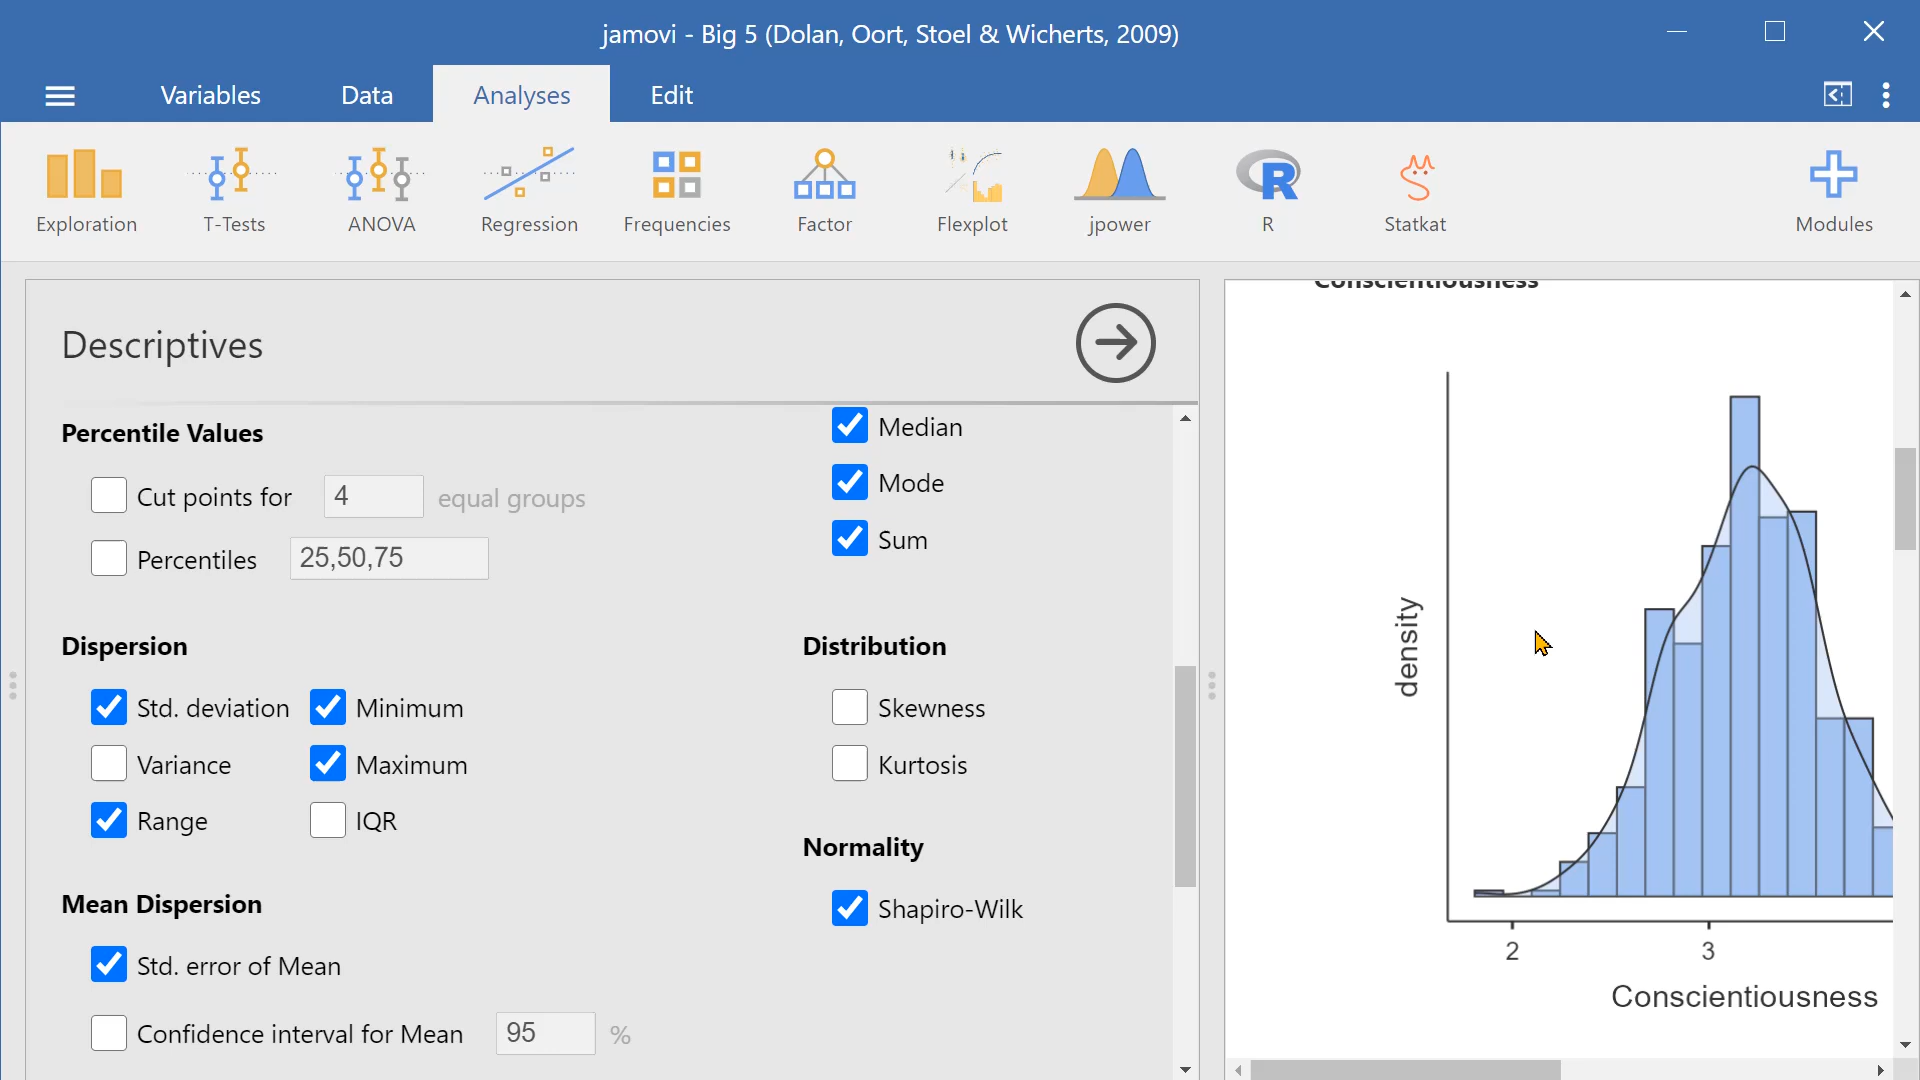 jamovi - Big 5 (Dolan, Oort, Stoel & Wicherts, 2009)
Variables
Data
Analyses
Edit
Exploration
T-Tests
ANOVA
Regression
Frequencies
Factor
Flexplot
jpower
R
Statkat
Modules
Descriptives
Percentile Values
Cut points for 4 equal groups
Percentiles 25,50,75
Median
Mode
Sum
Dispersion
Std. deviation
Minimum
Variance
Maximum
Range
IQR
Distribution
Skewness
Kurtosis
Mean Dispersion
Std. error of Mean
Confidence interval for Mean 95 %
Normality
Shapiro-Wilk
Conscientiousness
density
2
3
Conscientiousness